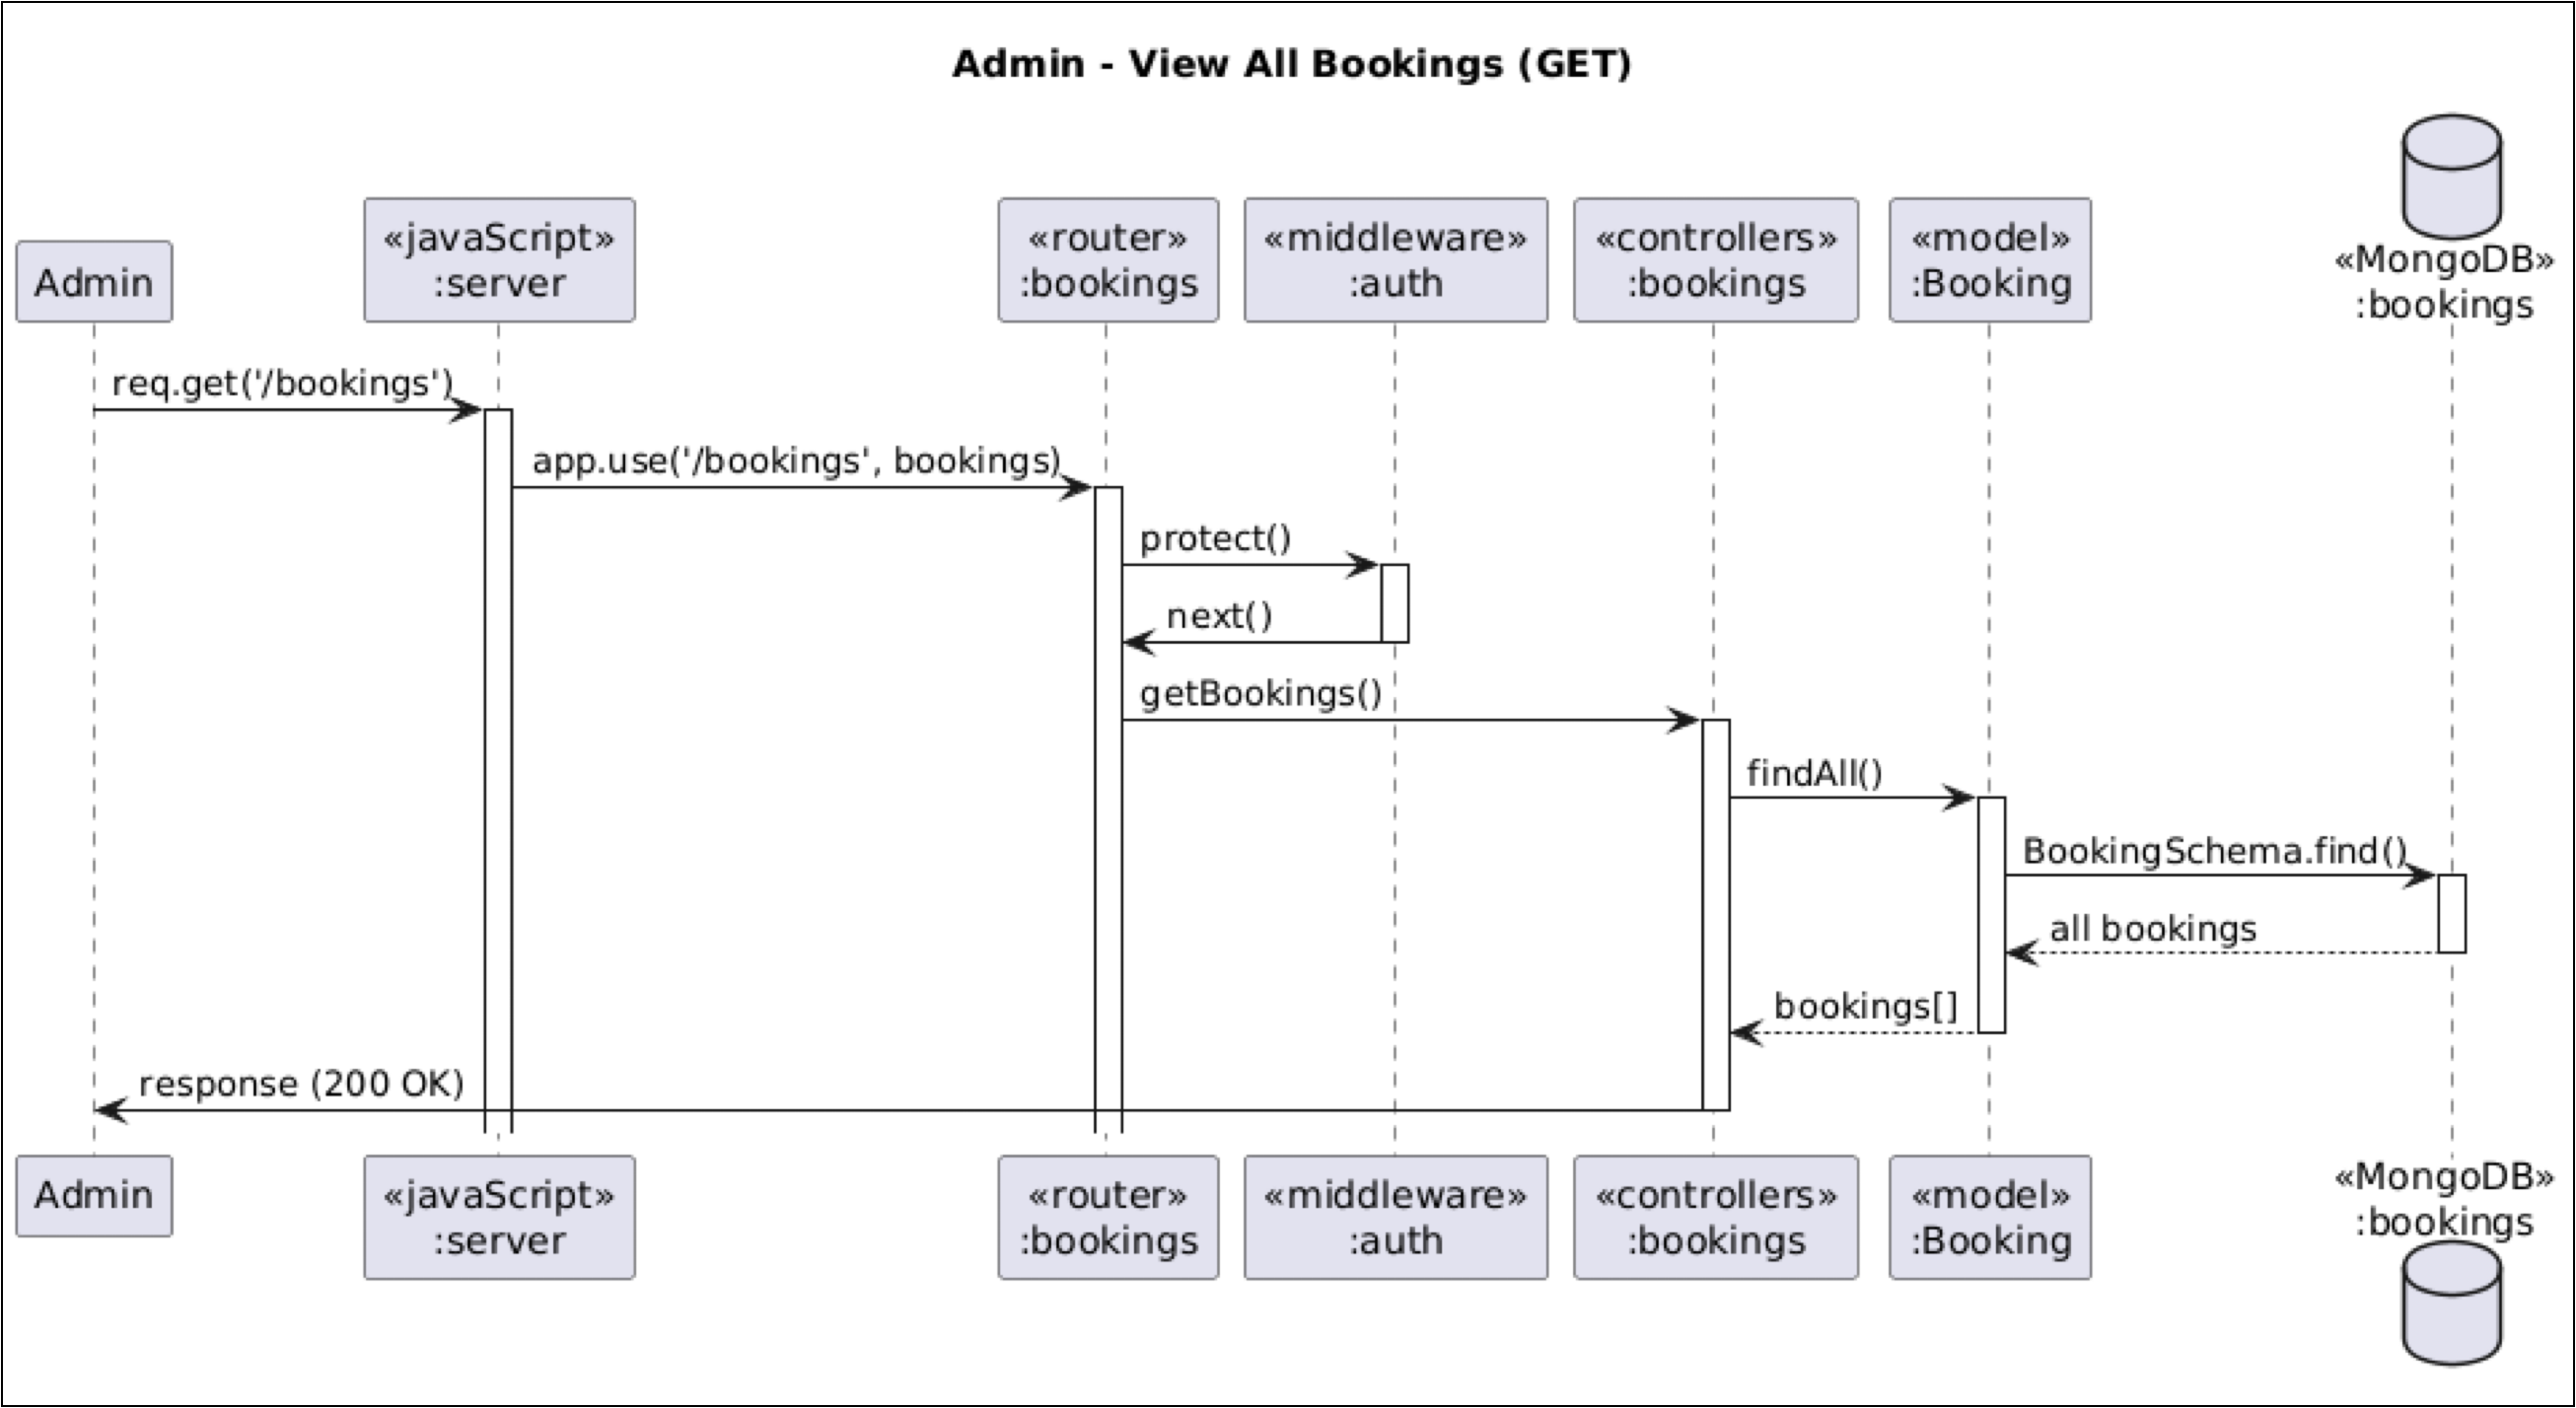 Admin - View All Bookings (GET)
Admin
«javaScript»
:server
«router»
:bookings
«middleware»
:auth
«controllers»
:bookings
«model»
:Booking
«MongoDB»
:bookings
req.get('/bookings')
app.use('/bookings', bookings)
protect()
next()
getBookings()
findAll()
BookingSchema.find()
all bookings
bookings[]
response (200 OK)
Admin
«javaScript»
:server
«router»
:bookings
«middleware»
:auth
«controllers»
:bookings
«model»
:Booking
«MongoDB»
:bookings